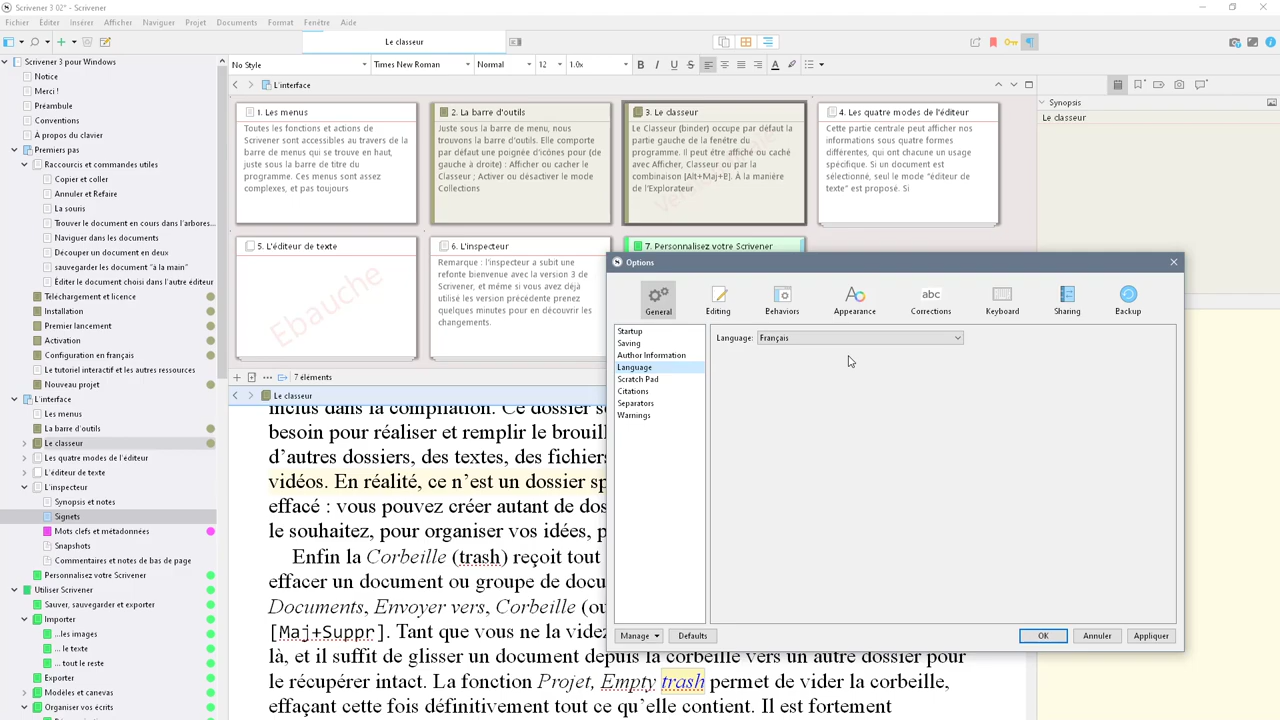 Scrivener 3 02* - Scrivener
Fichier Éditer Insérer Afficher Naviguer Projet Documents Format Fenêtre Aide
Le classeur
Scrivener 3 pour Windows
Notice
Merci !
Préambule
Conventions
À propos du clavier
Premiers pas
Raccourcis et commandes utiles
Copier et coller
Annuler et Refaire
La souris
Trouver le document en cours dans l'arbores...
Naviguer dans les documents
Découper un document en deux
sauvegarder les document "à la main"
Éditer le document choisi dans l'autre éditeur
Téléchargement et licence
Installation
Premier lancement
Activation
Configuration en français
Le tutoriel interactif et les autres ressources
Nouveau projet
L'interface
Les menus
La barre d'outils
Le classeur
Les quatre modes de l'éditeur
L'éditeur de texte
L'inspecteur
Synopsis et notes
Signets
Mots clefs et métadonnées
Snapshots
Commentaires et notes de bas de page
Personnalisez votre Scrivener
Utiliser Scrivener
Sauver, sauvegarder et exporter
Importer
...les images
... le texte
... tout le reste
Exporter
Modèles et canevas
Organiser vos écrits
No Style Times New Roman Normal 12 1.0x B I U S A
L'interface
1. Les menus
Toutes les fonctions et actions de
Scrivener sont accessibles au travers de la
barre de menus qui se trouve en haut,
juste sous la barre de titre du
programme. Ces menus sont assez
complexes, et pas toujours
2. La barre d'outils
Juste sous la barre de menu, nous
trouvons la barre d'outils. Elle comporte
par défaut une poignée d'icônes pour (de
gauche à droite) : Afficher ou cacher le
Classeur ; Activer ou désactiver le mode
Collections
3. Le classeur
Le Classeur (binder) occupe par défaut la
partie gauche de la fenêtre du
programme. Il peut être affiché ou caché
avec Afficher, Classeur ou par la
combinaison [Alt+Maj+B]. À la manière
de l'Explorateur
4. Les quatre modes de l'éditeur
Cette partie centrale peut afficher nos
informations sous quatre formes
différentes, qui ont chacune un usage
spécifique. Si un document est
sélectionné, seul le mode "éditeur de
texte" est proposé. Si
5. L'éditeur de texte
Ebauche
6. L'inspecteur
Remarque : l'inspecteur a subit une
refonte bienvenue avec la version 3 de
Scrivener, et même si vous avez déjà
utilisé les version précédente prenez
quelques minutes pour en découvrir les
changements.
7. Personnalisez votre Scrivener
7 éléments
Le classeur
inclus dans la compilation. Ce dossier s
besoin pour réaliser et remplir le brouil
d'autres dossiers, des textes, des fichiers
vidéos. En réalité, ce n'est un dossier sp
effacé : vous pouvez créer autant de dos
le souhaitez, pour organiser vos idées, p
Enfin la Corbeille (trash) reçoit tout
effacer un document ou groupe de docu
Documents, Envoyer vers, Corbeille (ou
[Maj+Suppr]. Tant que vous ne la videz
là, et il suffit de glisser un document depuis la corbeille vers un autre dossier pour
le récupérer intact. La fonction Projet, Empty trash permet de vider la corbeille,
effaçant cette fois définitivement tout ce qu'elle contient. Il est fortement
Synopsis
Le classeur
Options
General Editing Behaviors Appearance abc Corrections Keyboard Sharing Backup
Startup
Saving
Author Information
Language
Scratch Pad
Citations
Separators
Warnings
Language: Français
Manage Defaults OK Annuler Appliquer